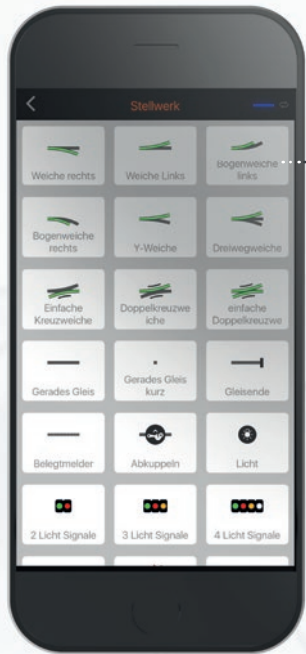 Stellwerk
Weiche rechts
Weiche Links
Bogenweiche
links
Bogenweiche
rechts
Y-Weiche
Dreiwegweiche
Einfache
Kreuzweiche
Doppelkreuzwe
iche
einfache
Doppelkreuzwe
Gerades Gleis
Gerades Gleis
kurz
Gleisende
Belegtmelder
Abkuppeln
Licht
2 Licht Signale
3 Licht Signale
4 Licht Signale